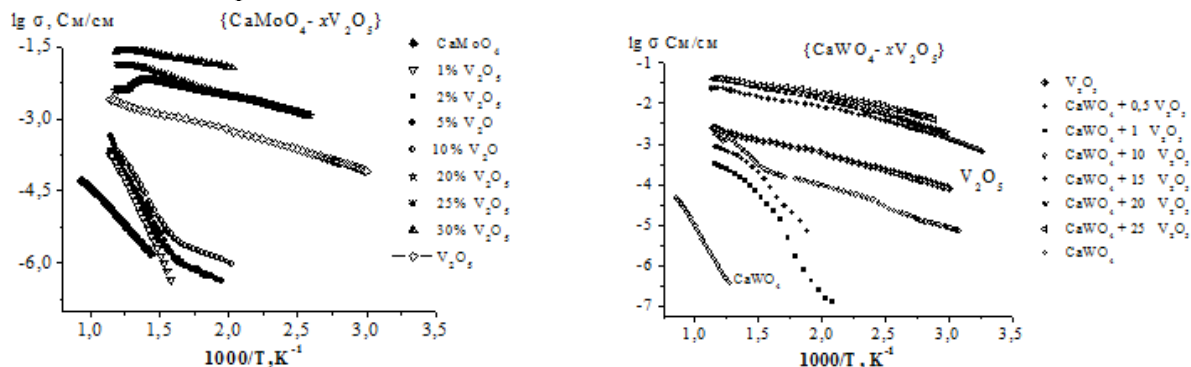 lg σ, См/см
{CaMoO₄- xV₂O₅}
-1,5
-3,0
-4,5
-6,0
1,0 1,5 2,0 2,5 3,0 3,5
1000/T,K⁻¹
CaMoO₄
1% V₂O₅
2% V₂O₅
5% V₂O
10% V₂O
20% V₂O₅
25% V₂O₅
30% V₂O₅
V₂O₅
lg σ См/см
{CaWO₄- xV₂O₅}
-1
-2
-3
-4
-5
-6
-7
V₂O₅
CaWO₄
1,0 1,5 2,0 2,5 3,0 3,5
1000/T,K⁻¹
V₂O₅
CaWO₄ + 0,5 V₂O₅
CaWO₄ + 1 V₂O₅
CaWO₄ + 10 V₂O₅
CaWO₄ + 15 V₂O₅
CaWO₄ + 20 V₂O₅
CaWO₄ + 25 V₂O₅
CaWO₄